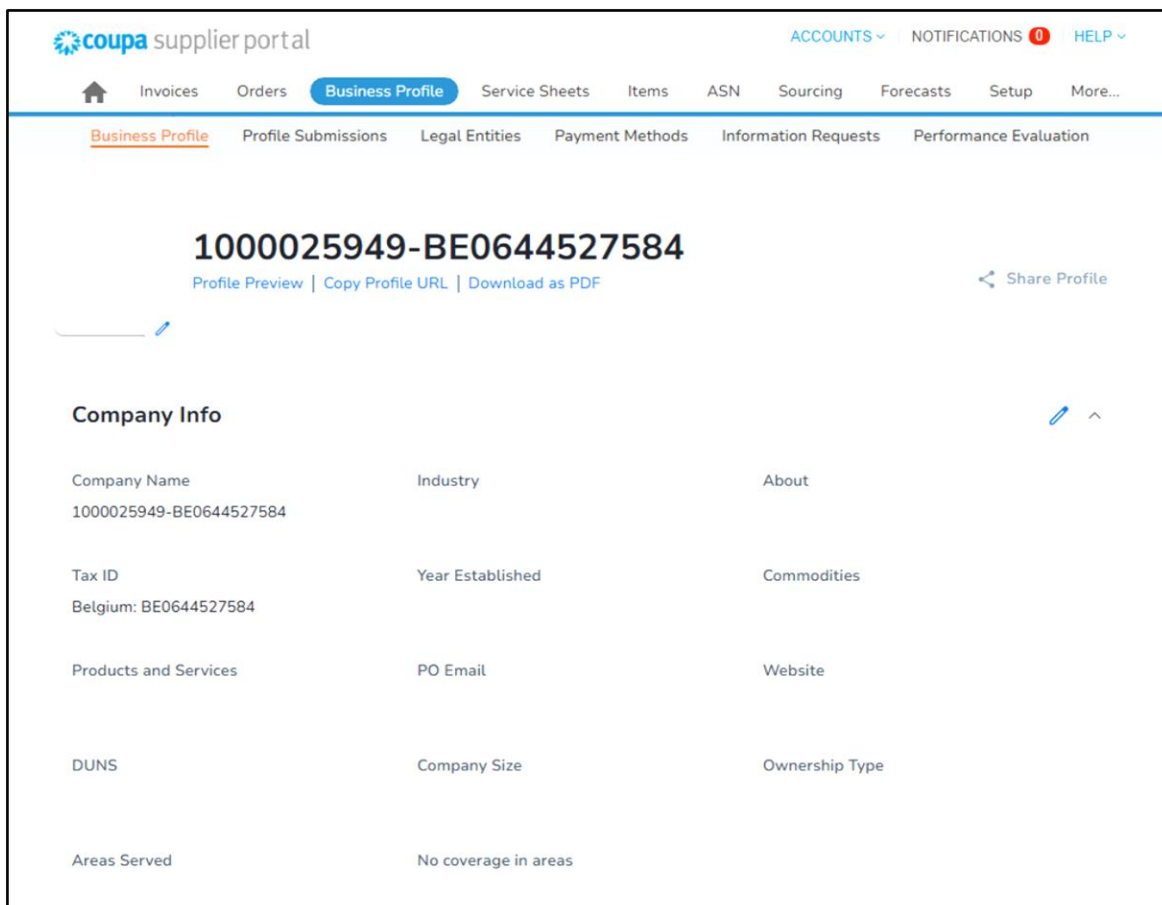 coupa supplier portal
ACCOUNTS NOTIFICATIONS 0 HELP
Invoices Orders Business Profile Service Sheets Items ASN Sourcing Forecasts Setup More...
Business Profile Profile Submissions Legal Entities Payment Methods Information Requests Performance Evaluation
1000025949-BE0644527584
Profile Preview | Copy Profile URL | Download as PDF
Share Profile
Company Info
Company Name Industry About
1000025949-BE0644527584
Tax ID Year Established Commodities
Belgium: BE0644527584
Products and Services PO Email Website
DUNS Company Size Ownership Type
Areas Served No coverage in areas